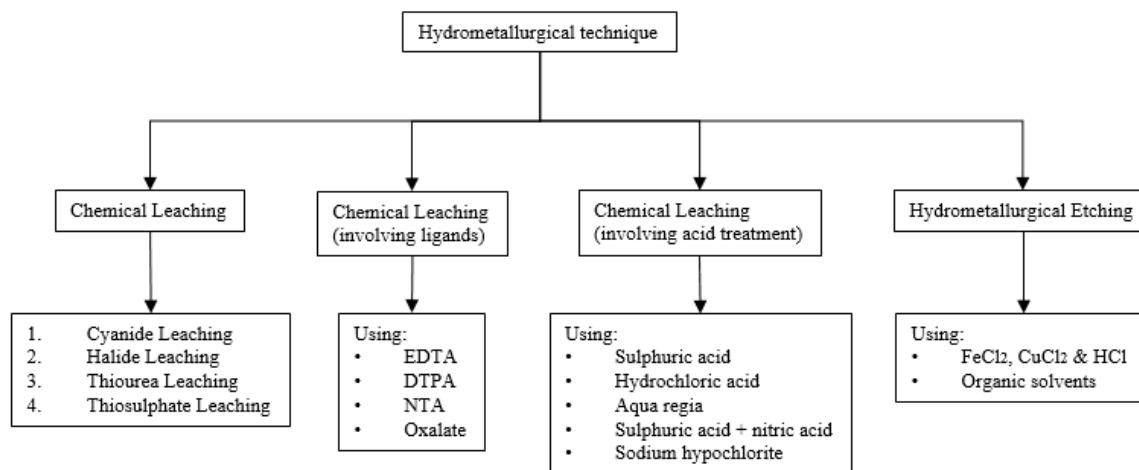 Hydrometallurgical technique
Chemical Leaching
Chemical Leaching
(involving ligands)
Chemical Leaching
(involving acid treatment)
Hydrometallurgical Etching
1. Cyanide Leaching
2. Halide Leaching
3. Thiourea Leaching
4. Thiosulphate Leaching
Using:
• EDTA
• DTPA
• NTA
• Oxalate
Using:
• Sulphuric acid
• Hydrochloric acid
• Aqua regia
• Sulphuric acid + nitric acid
• Sodium hypochlorite
Using:
• FeCl2, CuCl2 & HCl
• Organic solvents